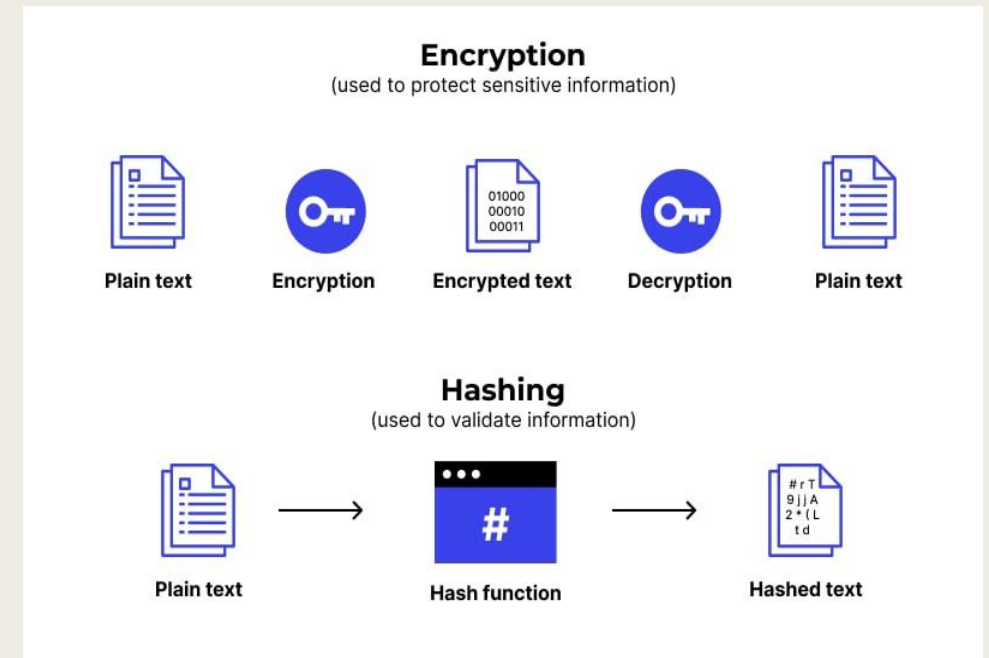 Encryption
(used to protect sensitive information)
01000
00010
00011
Plain text
Encryption
Encrypted text
Decryption
Plain text
Hashing
(used to validate information)
#
#rT
9jjA
2*(L
td
Plain text
Hash function
Hashed text